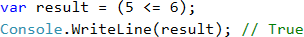 var result = (5 <= 6);
Console.WriteLine(result); // True